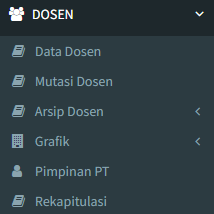 DOSEN
Data Dosen
Mutasi Dosen
Arsip Dosen
Grafik
Pimpinan PT
Rekapitulasi